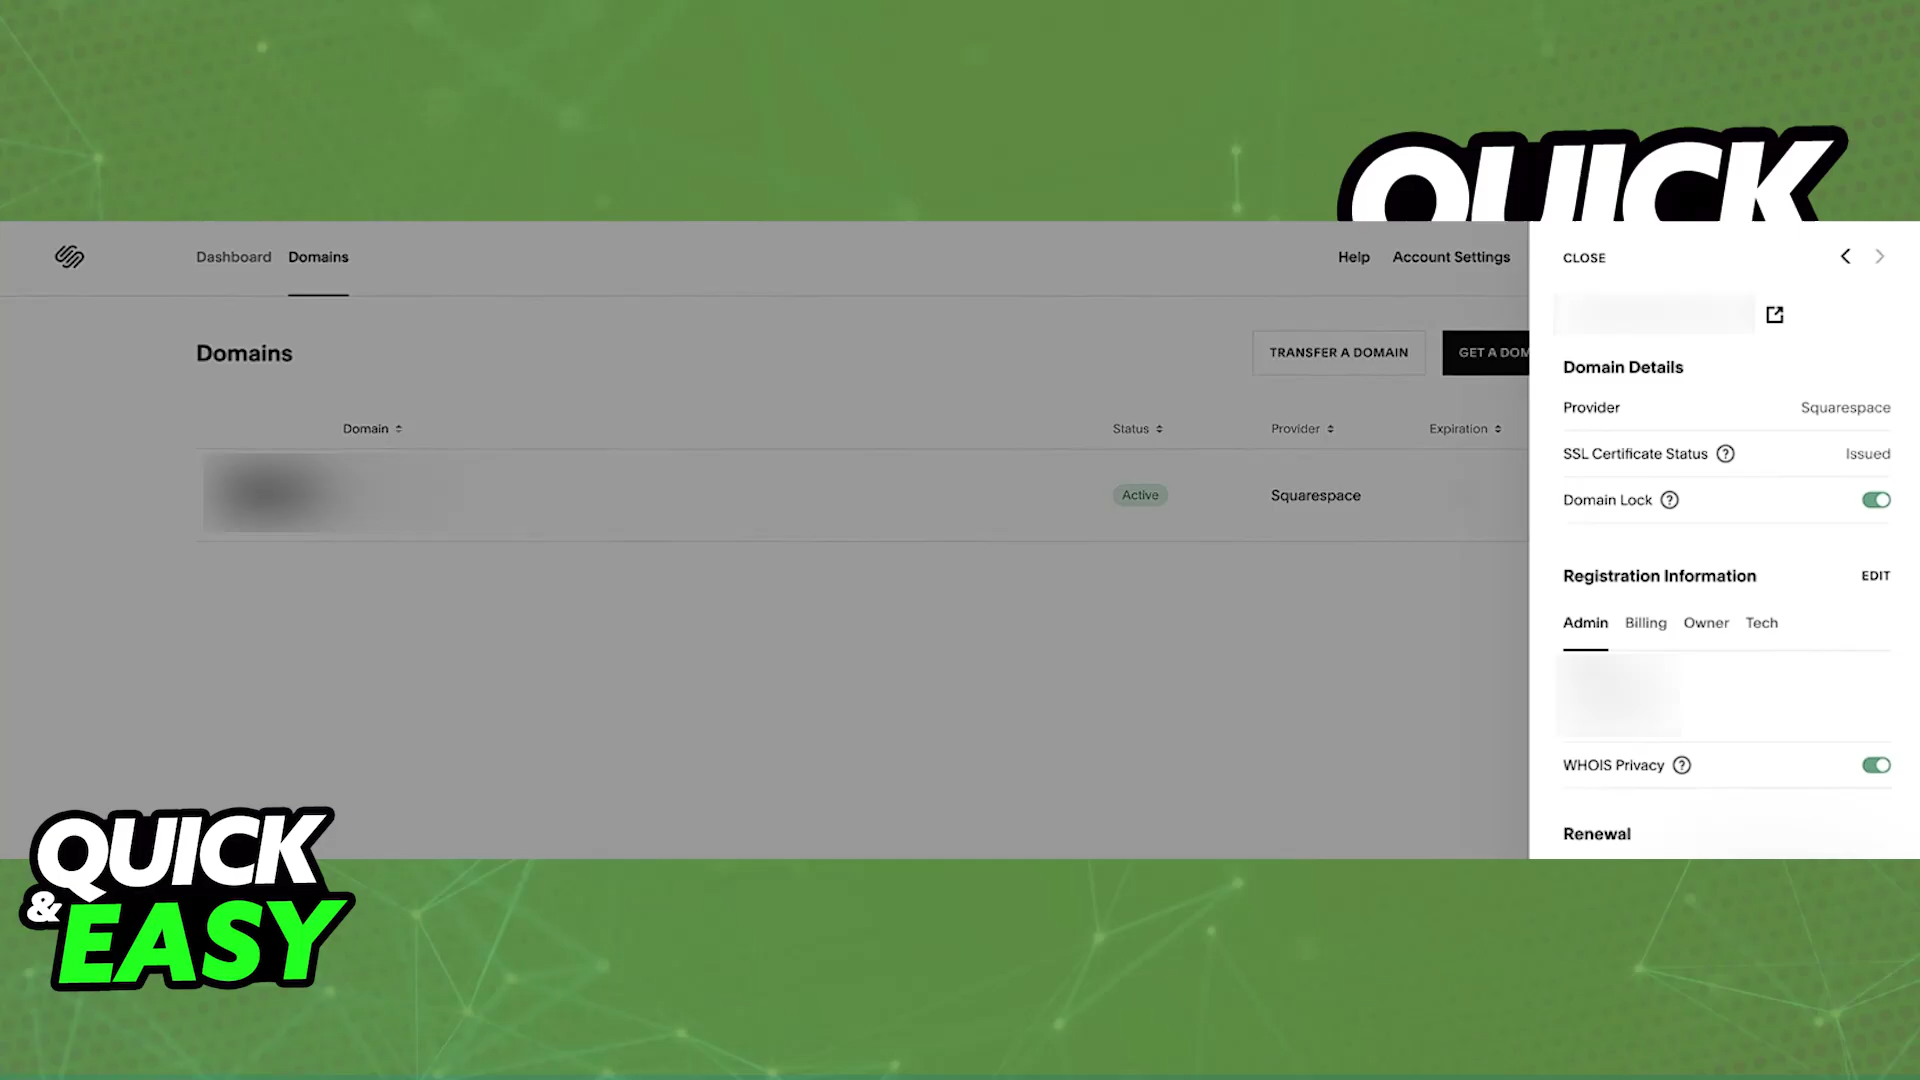 QUICK
Dashboard Domains Help Account Settings
CLOSE
Domains
TRANSFER A DOMAIN
GET A DOM
Domain Details
Provider Squarespace
Domain Status Provider Expiration
SSL Certificate Status ? Issued
Active Squarespace
Domain Lock ?
Registration Information EDIT
Admin Billing Owner Tech
WHOIS Privacy ?
Renewal
QUICK
& EASY